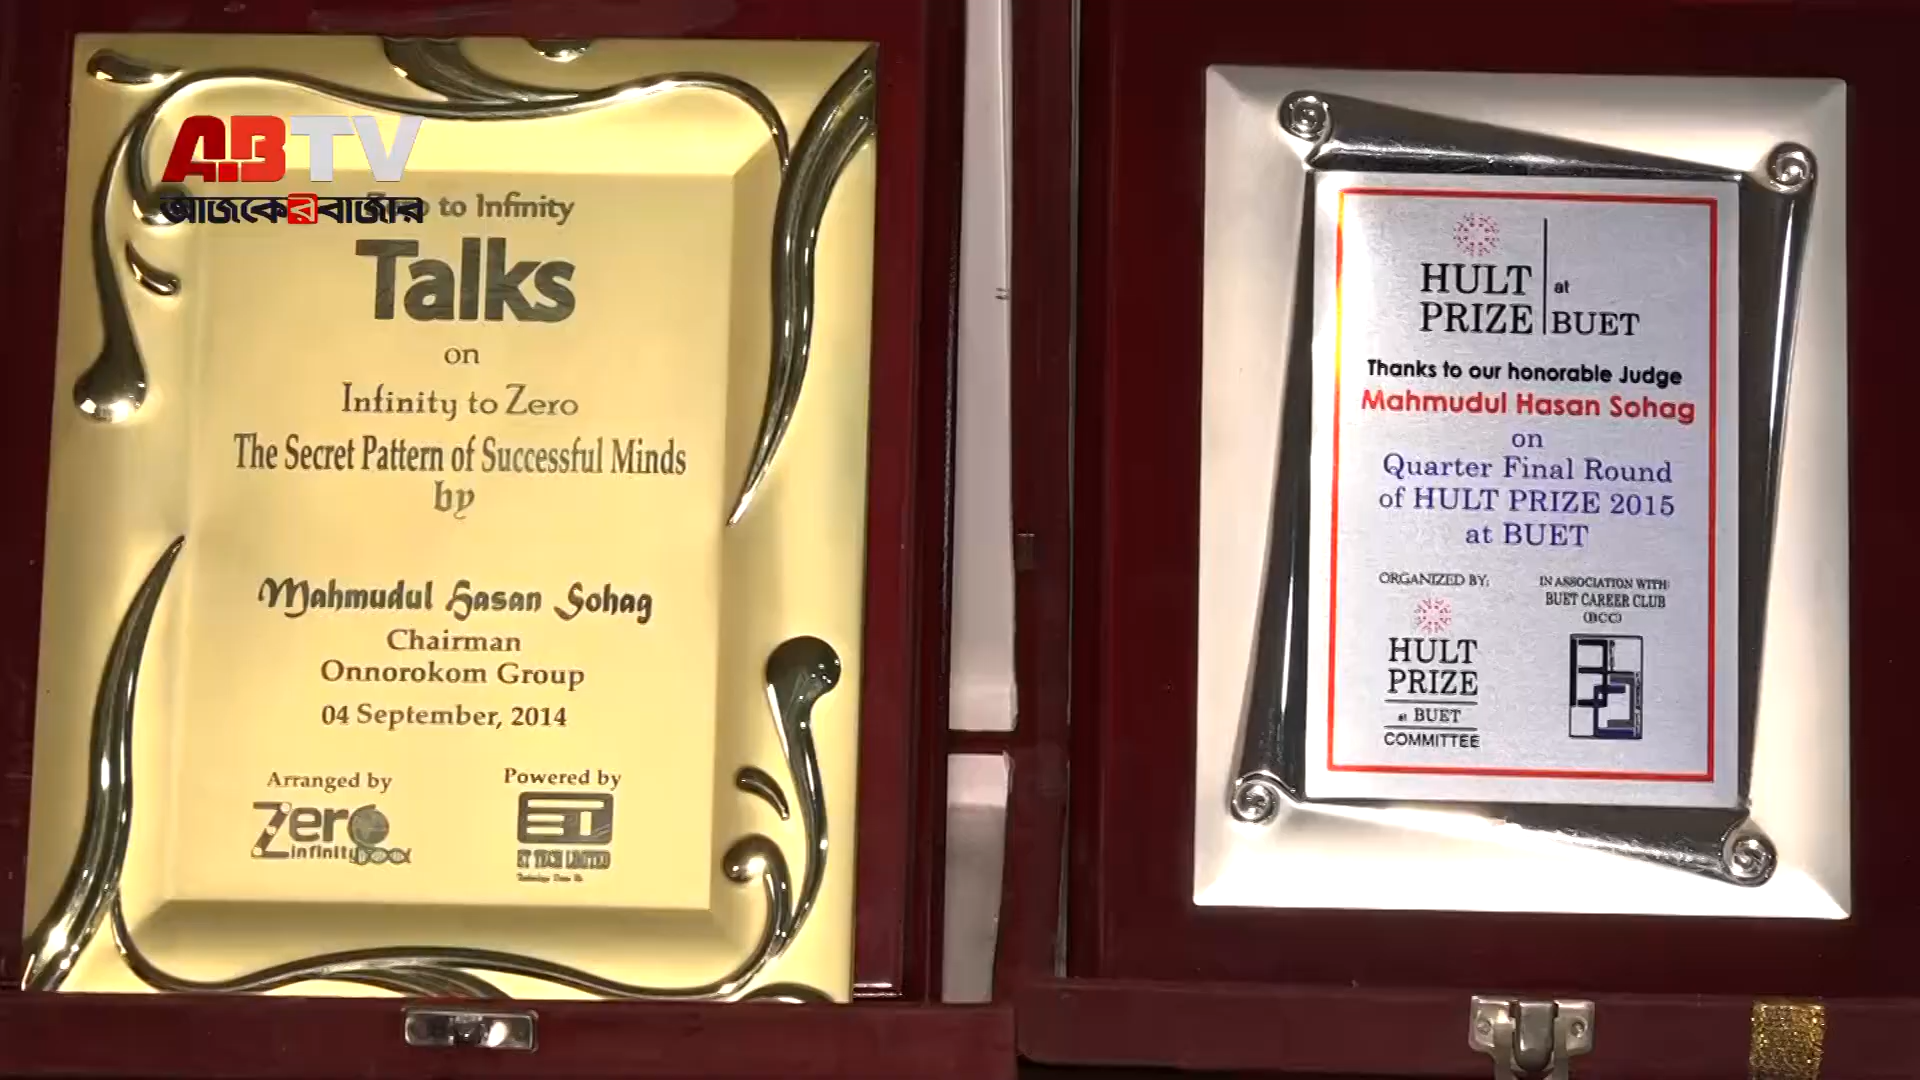 ABTV
আজকেরবাজার
to Infinity
Talks
on
Infinity to Zero
The Secret Pattern of Successful Minds
by
Mahmudul Hasan Sohag
Chairman
Onnorokom Group
04 September, 2014
Arranged by
Zero
infinity
Powered by
ET TECH LIMITED
HULT
PRIZE
at
BUET
Thanks to our honorable Judge
Mahmudul Hasan Sohag
on
Quarter Final Round
of HULT PRIZE 2015
at BUET
ORGANIZED BY:
HULT
PRIZE
at BUET
COMMITTEE
IN ASSOCIATION WITH
BUET CAREER CLUB
(BCC)